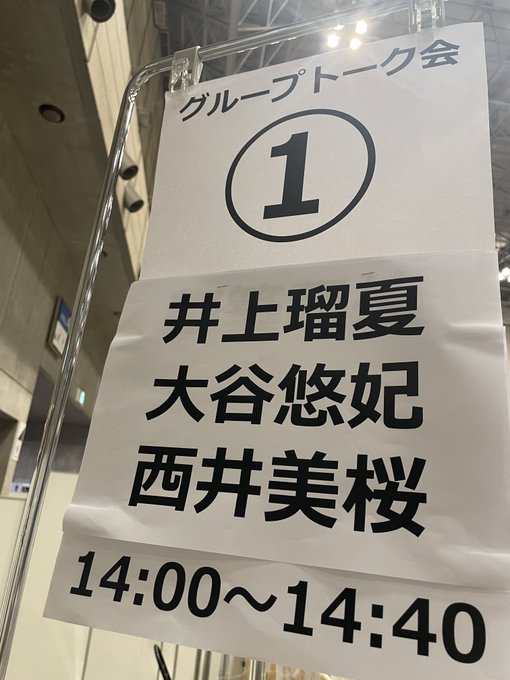 グループトーク会
①
井上瑠夏
大谷悠妃
西井美桜
14:00～14:40